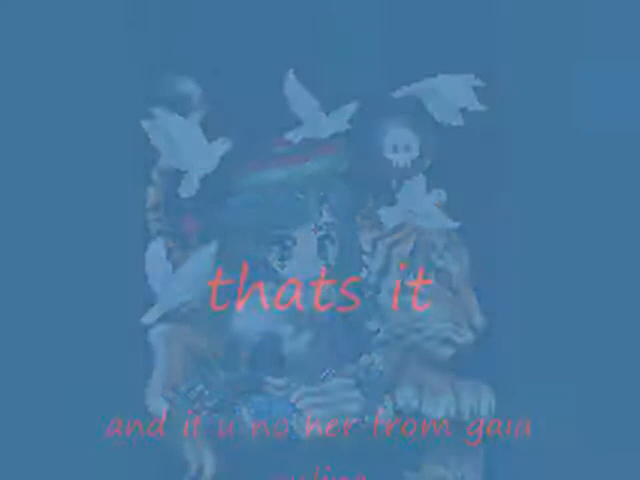 thats it
and if u no her from gaia